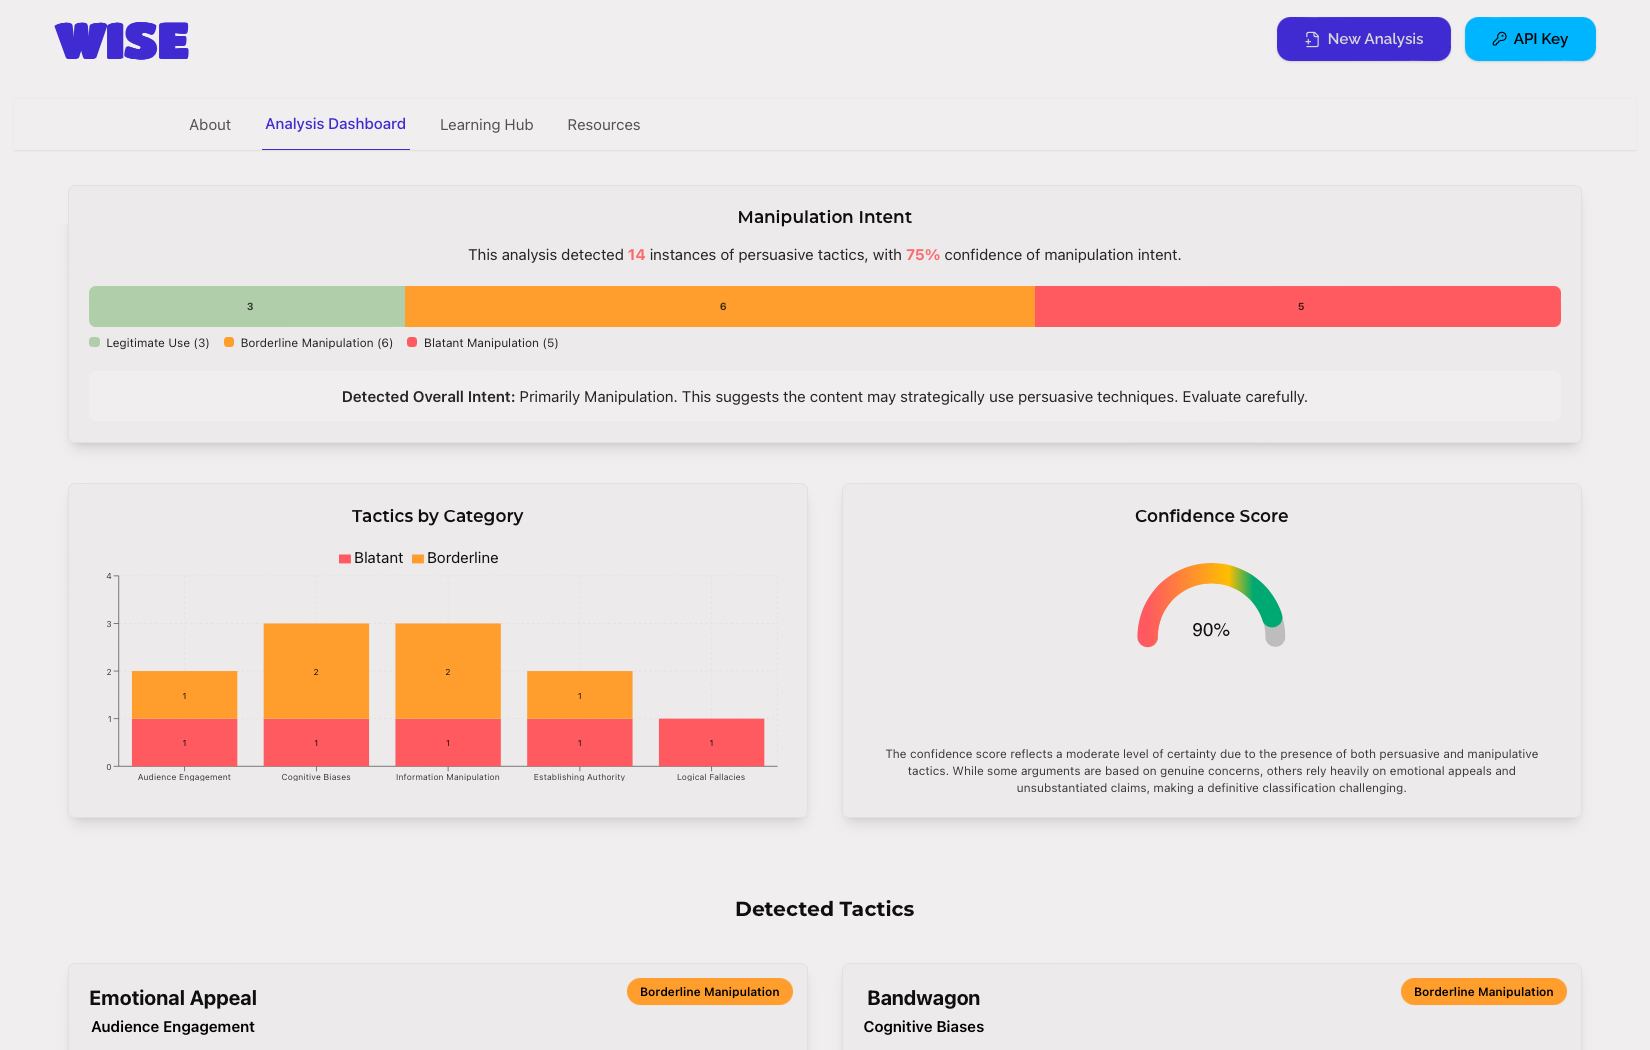 WISE
New Analysis
API Key
About
Analysis Dashboard
Learning Hub
Resources
Manipulation Intent
This analysis detected 14 instances of persuasive tactics, with 75% confidence of manipulation intent.
3
6
5
Legitimate Use (3)
Borderline Manipulation (6)
Blatant Manipulation (5)
Detected Overall Intent: Primarily Manipulation. This suggests the content may strategically use persuasive techniques. Evaluate carefully.
Tactics by Category
Blatant
Borderline
4
3
2
1
0
1
2
2
1
1
1
1
1
1
Audience Engagement
Cognitive Biases
Information Manipulation
Establishing Authority
Logical Fallacies
Confidence Score
90%
The confidence score reflects a moderate level of certainty due to the presence of both persuasive and manipulative
tactics. While some arguments are based on genuine concerns, others rely heavily on emotional appeals and
unsubstantiated claims, making a definitive classification challenging.
Detected Tactics
Emotional Appeal
Borderline Manipulation
Audience Engagement
Bandwagon
Borderline Manipulation
Cognitive Biases